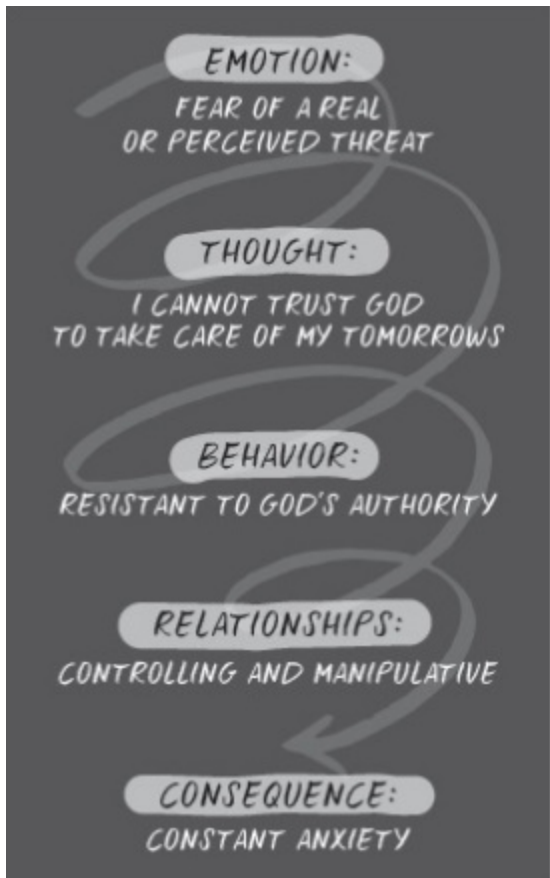 EMOTION:
FEAR OF A REAL
OR PERCEIVED THREAT
THOUGHT:
I CANNOT TRUST GOD
TO TAKE CARE OF MY TOMORROWS
BEHAVIOR:
RESISTANT TO GOD'S AUTHORITY
RELATIONSHIPS:
CONTROLLING AND MANIPULATIVE
CONSEQUENCE:
CONSTANT ANXIETY